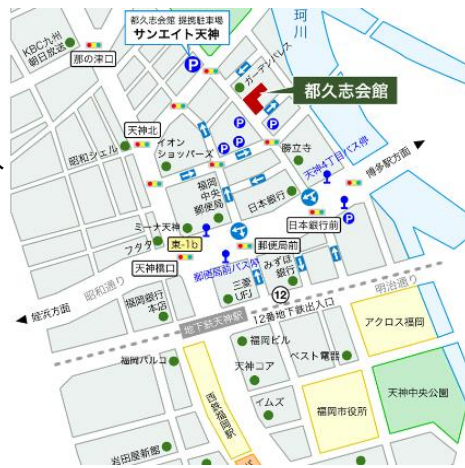 都久志会館 提携駐車場
サンエイト天神
KBC九州
朝日放送
那の津口
珂川
ガーデンパレス
都久志会館
天神北
昭和シェル
イオン
ショッパーズ
勝立寺
天神4丁目バス停
博多駅方面
福岡
中央
郵便局
日本銀行
日本銀行前
ミーナ天神
フタタ
東-1b
郵便局前
天神橋口
郵便局前バス停
みずほ
銀行
昭和通り
姪浜方面
福岡銀行
本店
三菱
UFJ
12
明治通り
地下鉄天神駅
12番地下鉄出入口
アクロス福岡
福岡ビル
福岡パルコ
天神コア
ベスト電器
西鉄福岡駅
イムズ
福岡市役所
天神中央公園
岩田屋新館
P
P
P
P
P
P